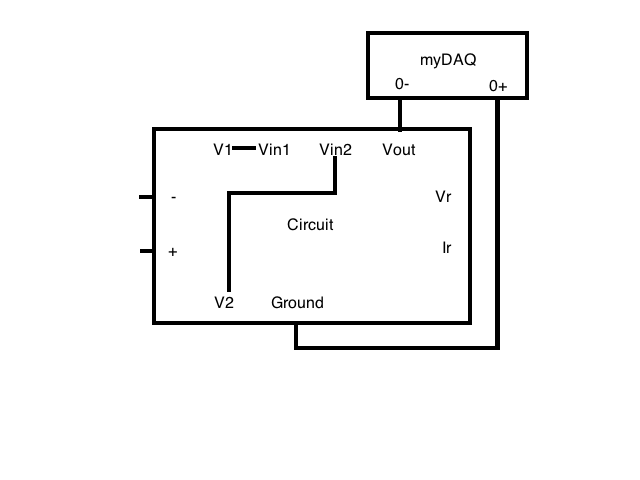 myDAQ
0- 0+
V1 Vin1 Vin2 Vout
- Vr
Circuit
+ Ir
V2 Ground